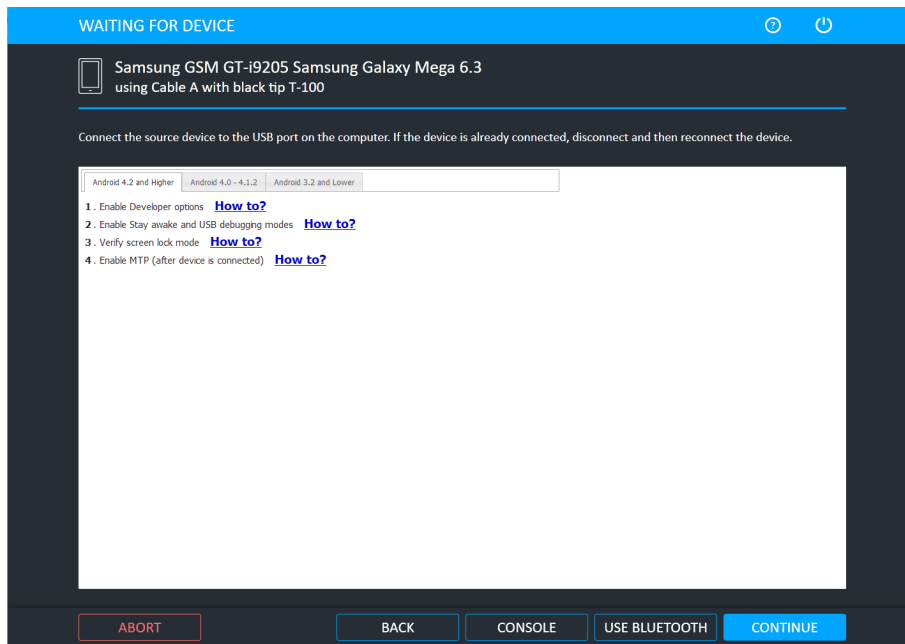 WAITING FOR DEVICE
Samsung GSM GT-i9205 Samsung Galaxy Mega 6.3
using Cable A with black tip T-100
Connect the source device to the USB port on the computer. If the device is already connected, disconnect and then reconnect the device.
Android 4.2 and Higher Android 4.0 - 4.1.2 Android 3.2 and Lower
1 . Enable Developer options How to?
2 . Enable Stay awake and USB debugging modes How to?
3 . Verify screen lock mode How to?
4 . Enable MTP (after device is connected) How to?
ABORT BACK CONSOLE USE BLUETOOTH CONTINUE